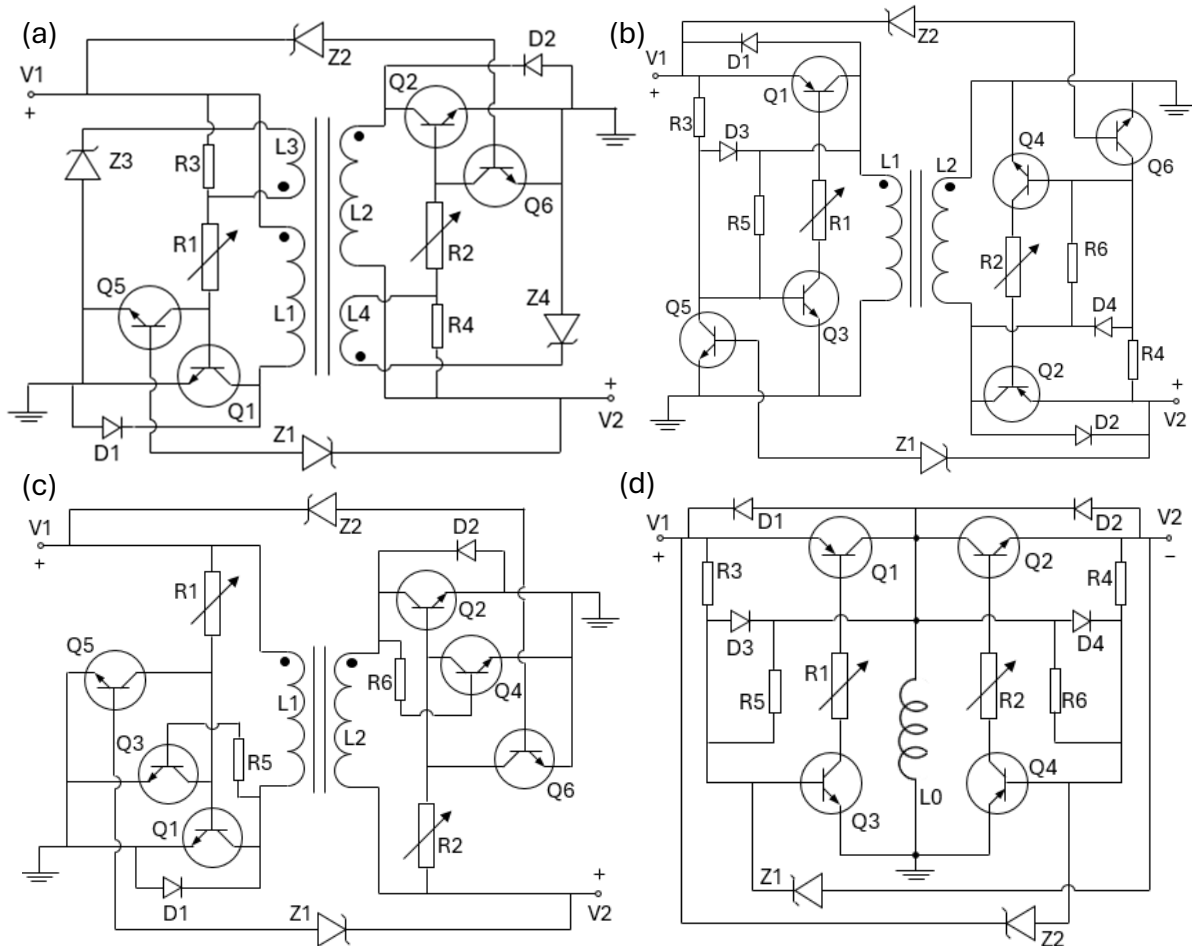 (a)
Z2
D2
V1
+
Q2
Z3
R3
L3
L2
Q6
R1
R2
Z4
Q5
L1
L4
R4
Q1
+
V2
D1
Z1
(b)
Z2
D1
V1
+
Q1
R3
D3
Q4
Q6
L1
L2
R5
R1
R2
R6
Q5
Q3
D4
R4
Q2
+
V2
D2
Z1
(c)
Z2
D2
V1
+
R1
Q2
Q5
L1
L2
R6
Q4
Q3
R5
Q6
Q1
R2
D1
+
V2
Z1
(d)
V1
+
D1
D2
V2
−
Q1
Q2
R3
R4
D3
D4
R5
R1
R2
R6
L0
Q3
Q4
Z1
Z2